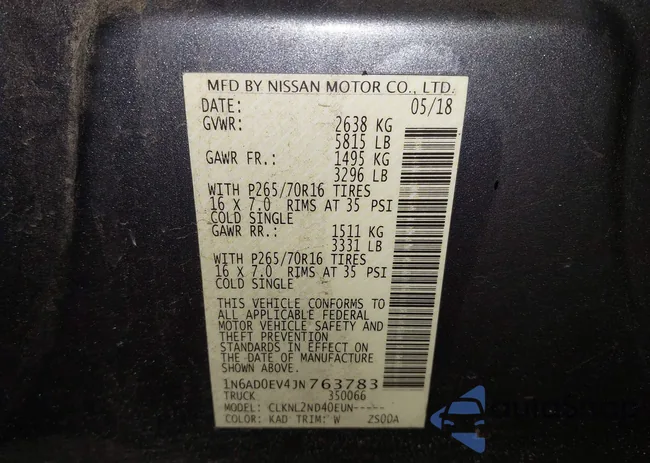 MFD BY NISSAN MOTOR CO., LTD.
DATE: 05/18
GVWR: 2638 KG
5815 LB
GAWR FR.: 1495 KG
3296 LB
WITH P265/70R16 TIRES
16 X 7.0 RIMS AT 35 PSI
COLD SINGLE
GAWR RR.: 1511 KG
3331 LB
WITH P265/70R16 TIRES
16 X 7.0 RIMS AT 35 PSI
COLD SINGLE
THIS VEHICLE CONFORMS TO
ALL APPLICABLE FEDERAL
MOTOR VEHICLE SAFETY AND
THEFT PREVENTION
STANDARDS IN EFFECT ON
THE DATE OF MANUFACTURE
SHOWN ABOVE.
1N6AD0EV4JN763783
TRUCK 350066
MODEL: CLKNL2ND40EUN-----
COLOR: KAD TRIM: W 2S0DA